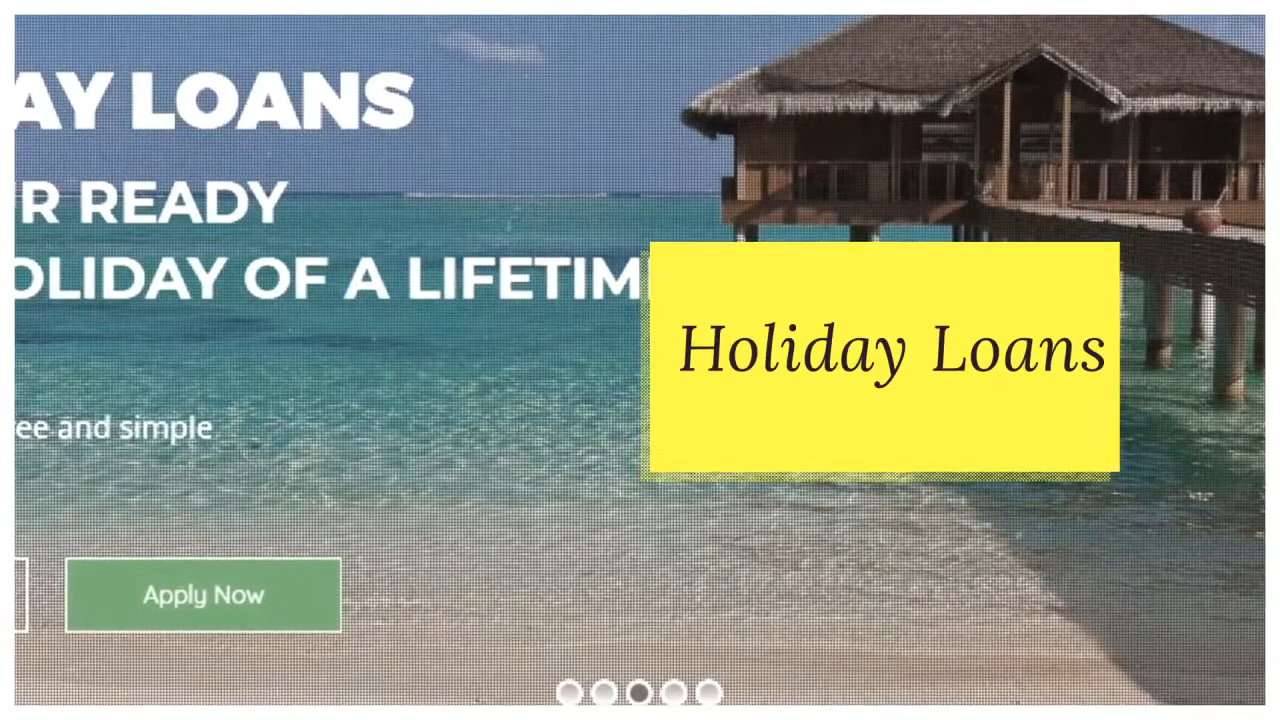 AY LOANS
R READY
OLIDAY OF A LIFETIM
Holiday Loans
ee and simple
Apply Now